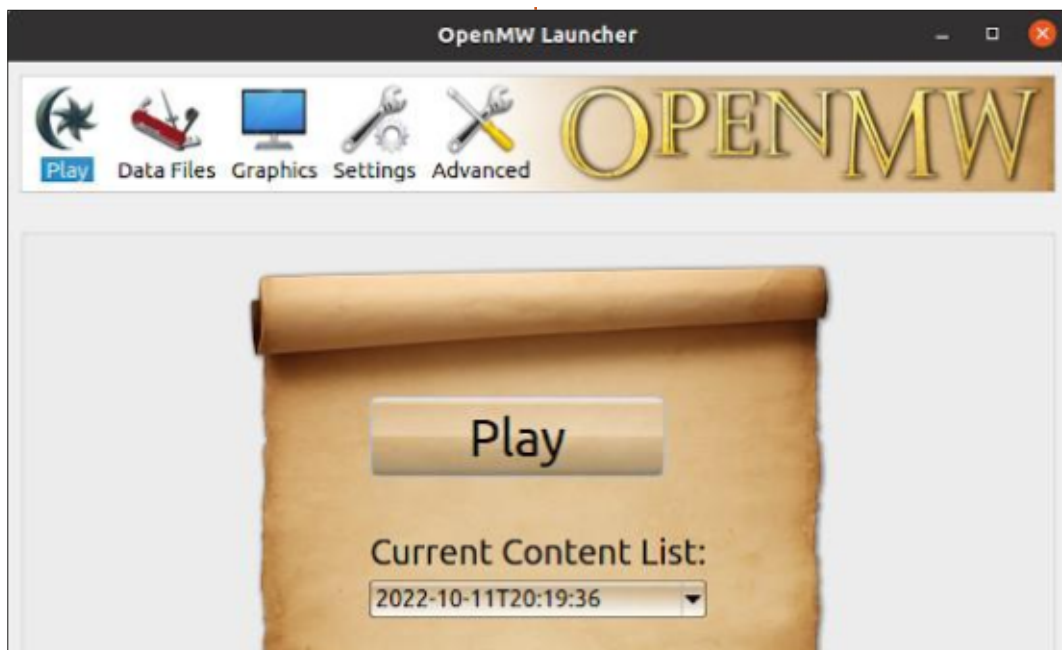 OpenMW Launcher
OPENMW
Play Data Files Graphics Settings Advanced
Play
Current Content List:
2022-10-11T20:19:36